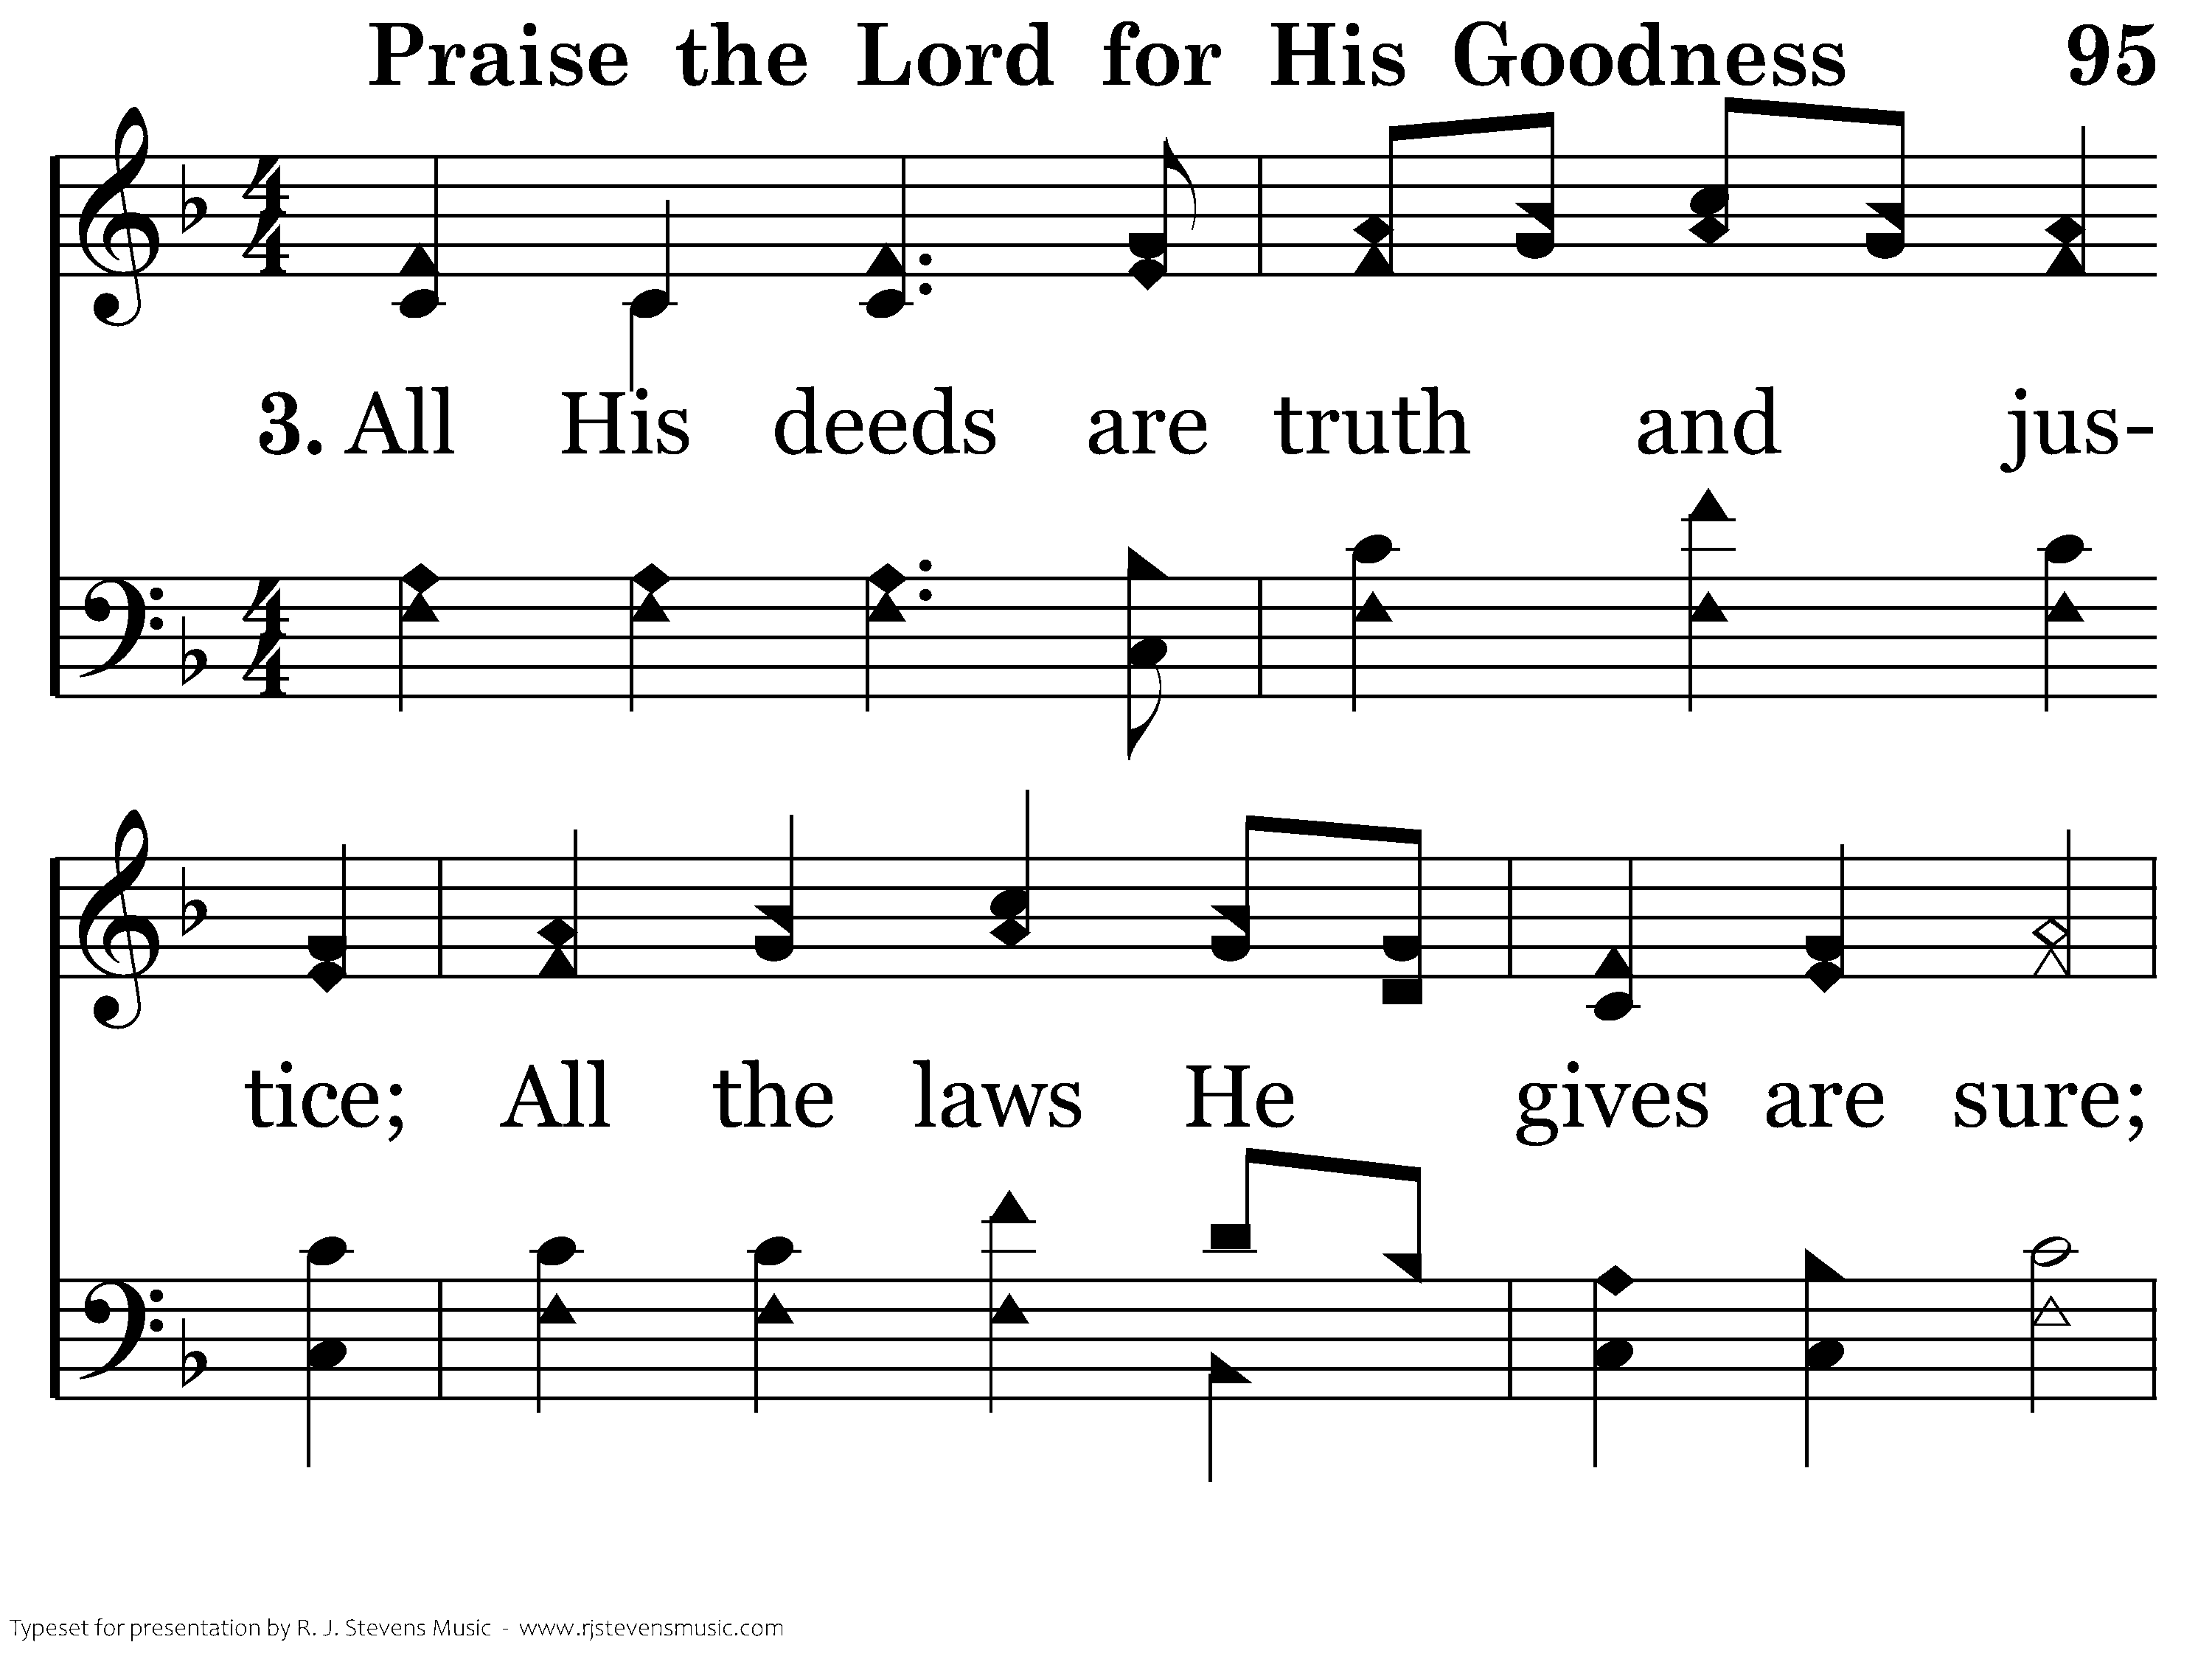 Praise the Lord for His Goodness 95
3. All His deeds are truth and jus-
tice; All the laws He gives are sure;
Typeset for presentation by R. J. Stevens Music - www.rjstevensmusic.com